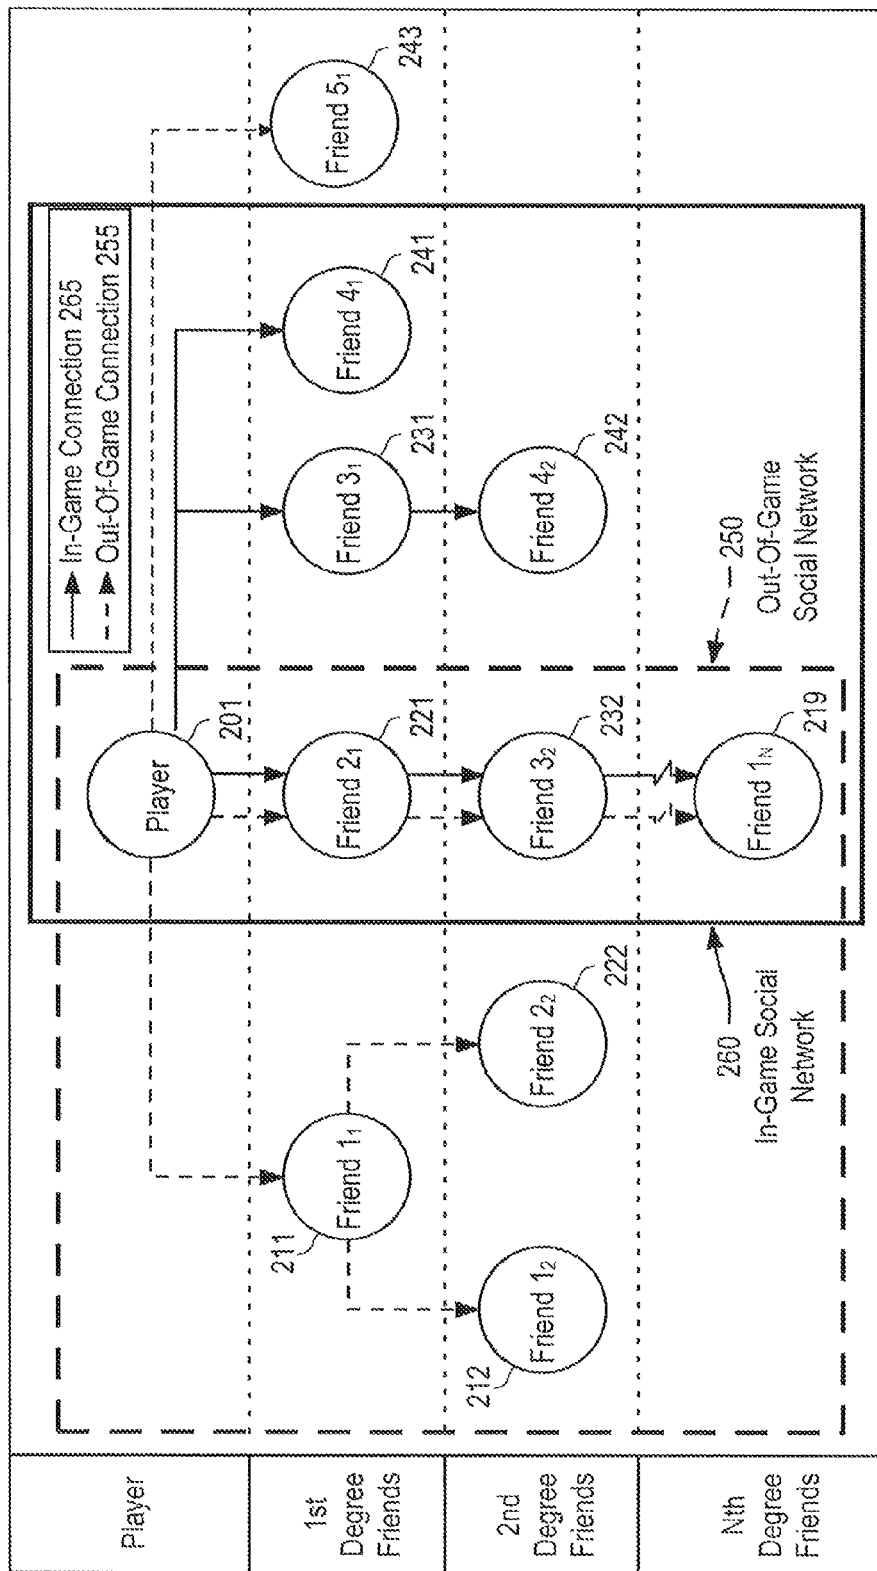 Player
1st
Degree
Friends
2nd
Degree
Friends
Nth
Degree
Friends
In-Game Connection 265
Out-Of-Game Connection 255
Player
201
211
Friend 1₁
Friend 2₁
221
Friend 3₁
231
Friend 4₁
241
Friend 5₁
243
212
Friend 1₂
Friend 2₂
222
Friend 3₂
232
Friend 4₂
242
260
In-Game Social
Network
Friend 1N
219
250
Out-Of-Game
Social Network